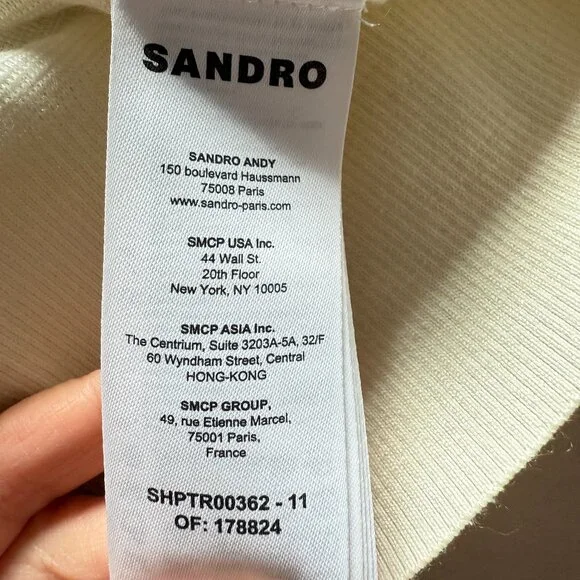 SANDRO
SANDRO ANDY
150 boulevard Haussmann
75008 Paris
www.sandro-paris.com
SMCP USA Inc.
44 Wall St.
20th Floor
New York, NY 10005
SMCP ASIA Inc.
The Centrium, Suite 3203A-5A, 32/F
60 Wyndham Street, Central
HONG-KONG
SMCP GROUP,
49, rue Etienne Marcel,
75001 Paris,
France
SHPTR00362 - 11
OF: 178824